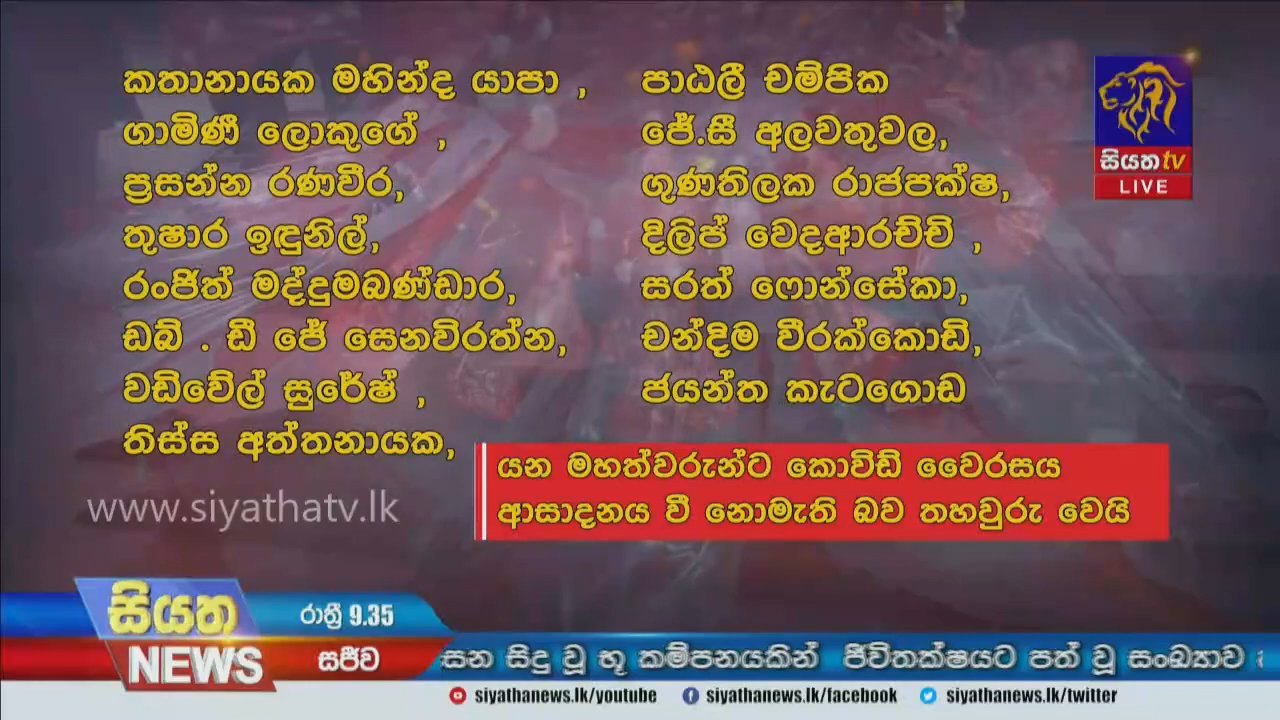 කතානායක මහින්ද යාපා ,
ගාමිණී ලොකුගේ ,
ප්‍රසන්න රණවීර,
තුෂාර ඉඳුනිල්,
රංජිත් මද්දුමබණ්ඩාර,
ඩබ් . ඩී ජේ සෙනවිරත්න,
වඩිවේල් සුරේෂ් ,
තිස්ස අත්තනායක,
පාඨලී චම්පික
ජේ.සී අලවතුවල,
ගුණතිලක රාජපක්ෂ,
දිලිප් වෙදආරච්චි ,
සරත් ෆොන්සේකා,
චන්දිම වීරක්කොඩි,
ජයන්ත කැටගොඩ
යන මහත්වරුන්ට කොවිඩ් වෛරසය
ආසාදනය වී නොමැති බව තහවුරු වෙයි
සියත tv
LIVE
www.siyathatv.lk
සියත
NEWS
රාත්‍රී 9.35
සජීව
සන සිදු වූ භූ කම්පනයකින් ජීවිතක්ෂයට පත් වූ සංඛ්‍යාව
siyathanews.lk/youtube
siyathanews.lk/facebook
siyathanews.lk/twitter